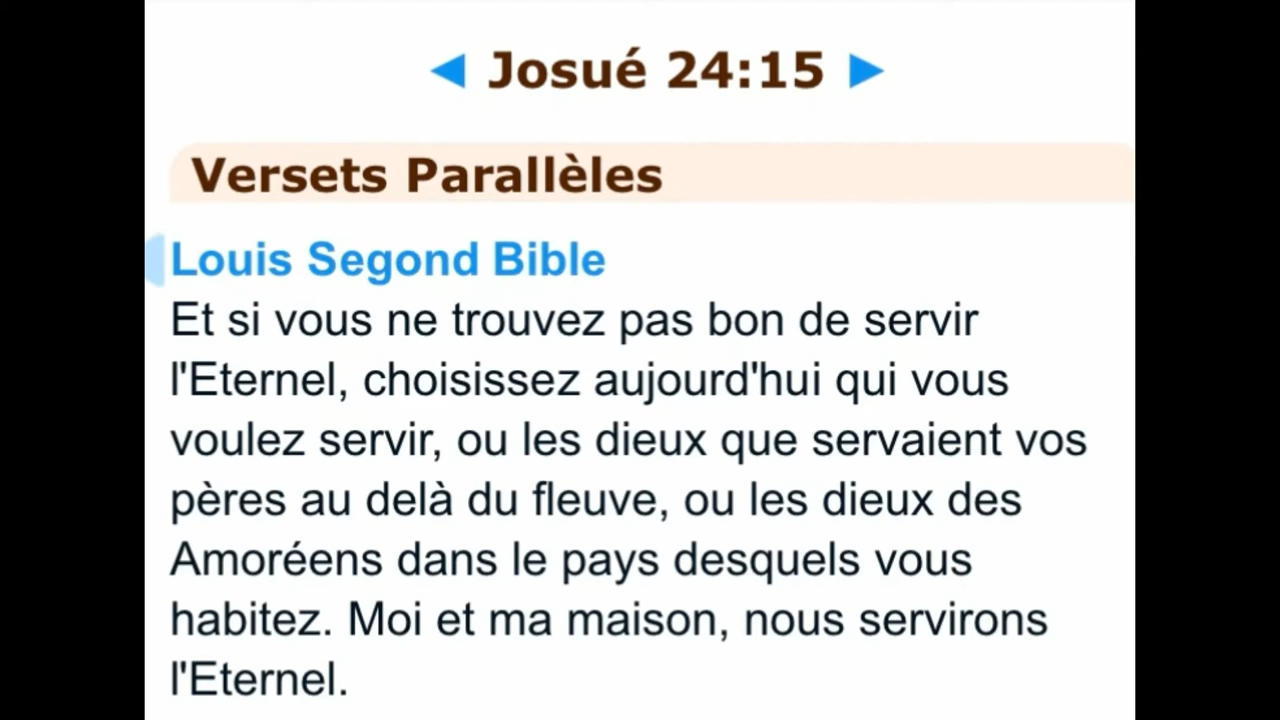 ◄ Josué 24:15 ►
Versets Parallèles
Louis Segond Bible
Et si vous ne trouvez pas bon de servir
l'Eternel, choisissez aujourd'hui qui vous
voulez servir, ou les dieux que servaient vos
pères au delà du fleuve, ou les dieux des
Amoréens dans le pays desquels vous
habitez. Moi et ma maison, nous servirons
l'Eternel.